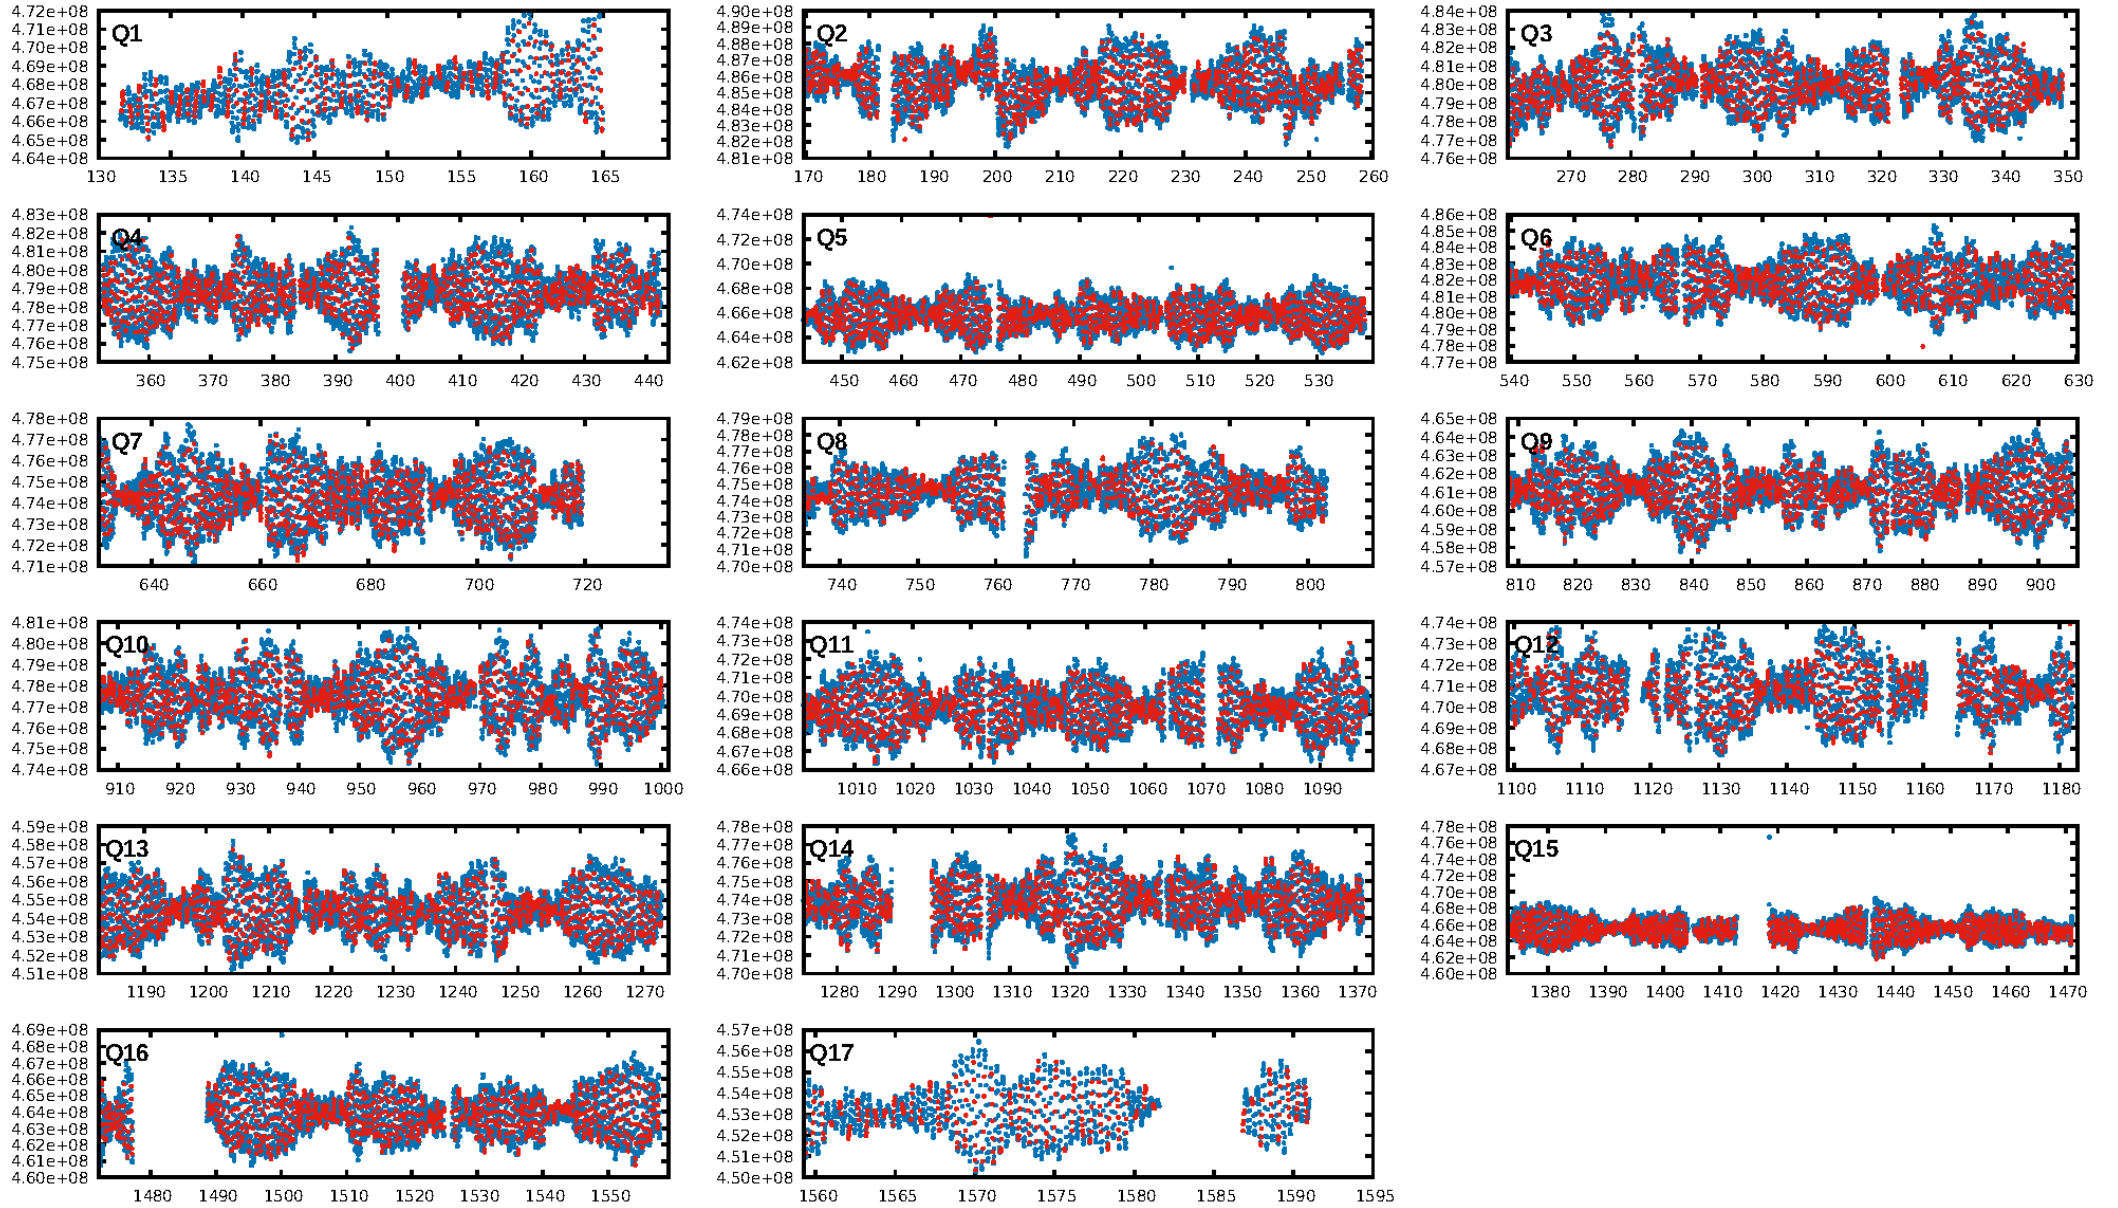 4.72e+08
4.71e+08
4.70e+08
4.69e+08
4.68e+08
4.67e+08
4.66e+08
4.65e+08
4.64e+08
Q1
130 135 140 145 150 155 160 165
4.90e+08
4.89e+08
4.88e+08
4.87e+08
4.86e+08
4.85e+08
4.84e+08
4.83e+08
4.82e+08
4.81e+08
Q2
170 180 190 200 210 220 230 240 250 260
4.84e+08
4.83e+08
4.82e+08
4.81e+08
4.80e+08
4.79e+08
4.78e+08
4.77e+08
4.76e+08
Q3
270 280 290 300 310 320 330 340 350
4.83e+08
4.82e+08
4.81e+08
4.80e+08
4.79e+08
4.78e+08
4.77e+08
4.76e+08
4.75e+08
Q4
360 370 380 390 400 410 420 430 440
4.74e+08
4.72e+08
4.70e+08
4.68e+08
4.66e+08
4.64e+08
4.62e+08
Q5
450 460 470 480 490 500 510 520 530
4.86e+08
4.85e+08
4.84e+08
4.83e+08
4.82e+08
4.81e+08
4.80e+08
4.79e+08
4.78e+08
4.77e+08
Q6
540 550 560 570 580 590 600 610 620 630
4.78e+08
4.77e+08
4.76e+08
4.75e+08
4.74e+08
4.73e+08
4.72e+08
4.71e+08
Q7
640 660 680 700 720
4.79e+08
4.78e+08
4.77e+08
4.76e+08
4.75e+08
4.74e+08
4.73e+08
4.72e+08
4.71e+08
4.70e+08
Q8
740 750 760 770 780 790 800
4.65e+08
4.64e+08
4.63e+08
4.62e+08
4.61e+08
4.60e+08
4.59e+08
4.58e+08
4.57e+08
Q9
810 820 830 840 850 860 870 880 890 900
4.81e+08
4.80e+08
4.79e+08
4.78e+08
4.77e+08
4.76e+08
4.75e+08
4.74e+08
Q10
910 920 930 940 950 960 970 980 990 1000
4.74e+08
4.73e+08
4.72e+08
4.71e+08
4.70e+08
4.69e+08
4.68e+08
4.67e+08
4.66e+08
Q11
1010 1020 1030 1040 1050 1060 1070 1080 1090
4.74e+08
4.73e+08
4.72e+08
4.71e+08
4.70e+08
4.69e+08
4.68e+08
4.67e+08
Q12
1100 1110 1120 1130 1140 1150 1160 1170 1180
4.59e+08
4.58e+08
4.57e+08
4.56e+08
4.55e+08
4.54e+08
4.53e+08
4.52e+08
4.51e+08
Q13
1190 1200 1210 1220 1230 1240 1250 1260 1270
4.78e+08
4.77e+08
4.76e+08
4.75e+08
4.74e+08
4.73e+08
4.72e+08
4.71e+08
4.70e+08
Q14
1280 1290 1300 1310 1320 1330 1340 1350 1360 1370
4.78e+08
4.76e+08
4.74e+08
4.72e+08
4.70e+08
4.68e+08
4.66e+08
4.64e+08
4.62e+08
4.60e+08
Q15
1380 1390 1400 1410 1420 1430 1440 1450 1460 1470
4.69e+08
4.68e+08
4.67e+08
4.66e+08
4.65e+08
4.64e+08
4.63e+08
4.62e+08
4.61e+08
4.60e+08
Q16
1480 1490 1500 1510 1520 1530 1540 1550
4.57e+08
4.56e+08
4.55e+08
4.54e+08
4.53e+08
4.52e+08
4.51e+08
4.50e+08
Q17
1560 1565 1570 1575 1580 1585 1590 1595